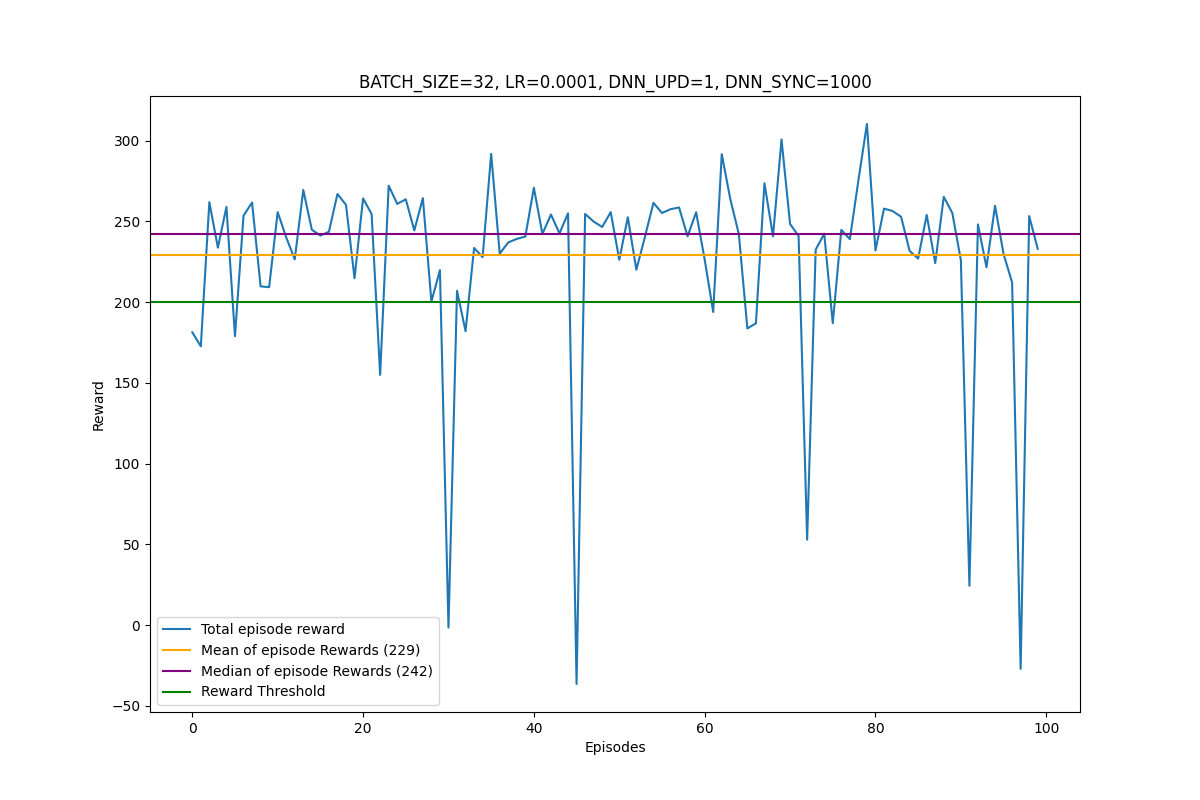 BATCH_SIZE=32, LR=0.0001, DNN_UPD=1, DNN_SYNC=1000
300
250
200
150
100
50
0
−50
Reward
Total episode reward
Mean of episode Rewards (229)
Median of episode Rewards (242)
Reward Threshold
0 20 40 60 80 100
Episodes